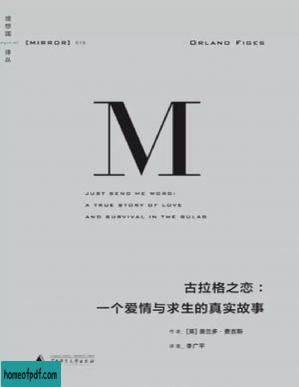 理想国
译丛
[MIRROR] 016
ORLANDO FIGES
M
JUST SEND ME WORD:
A TRUE STORY OF LOVE
AND SURVIVAL IN THE GULAG
古拉格之恋：
一个爱情与求生的真实故事
作者 [英] 奥兰多·费吉斯
译者 李广平
homeofpdf.com